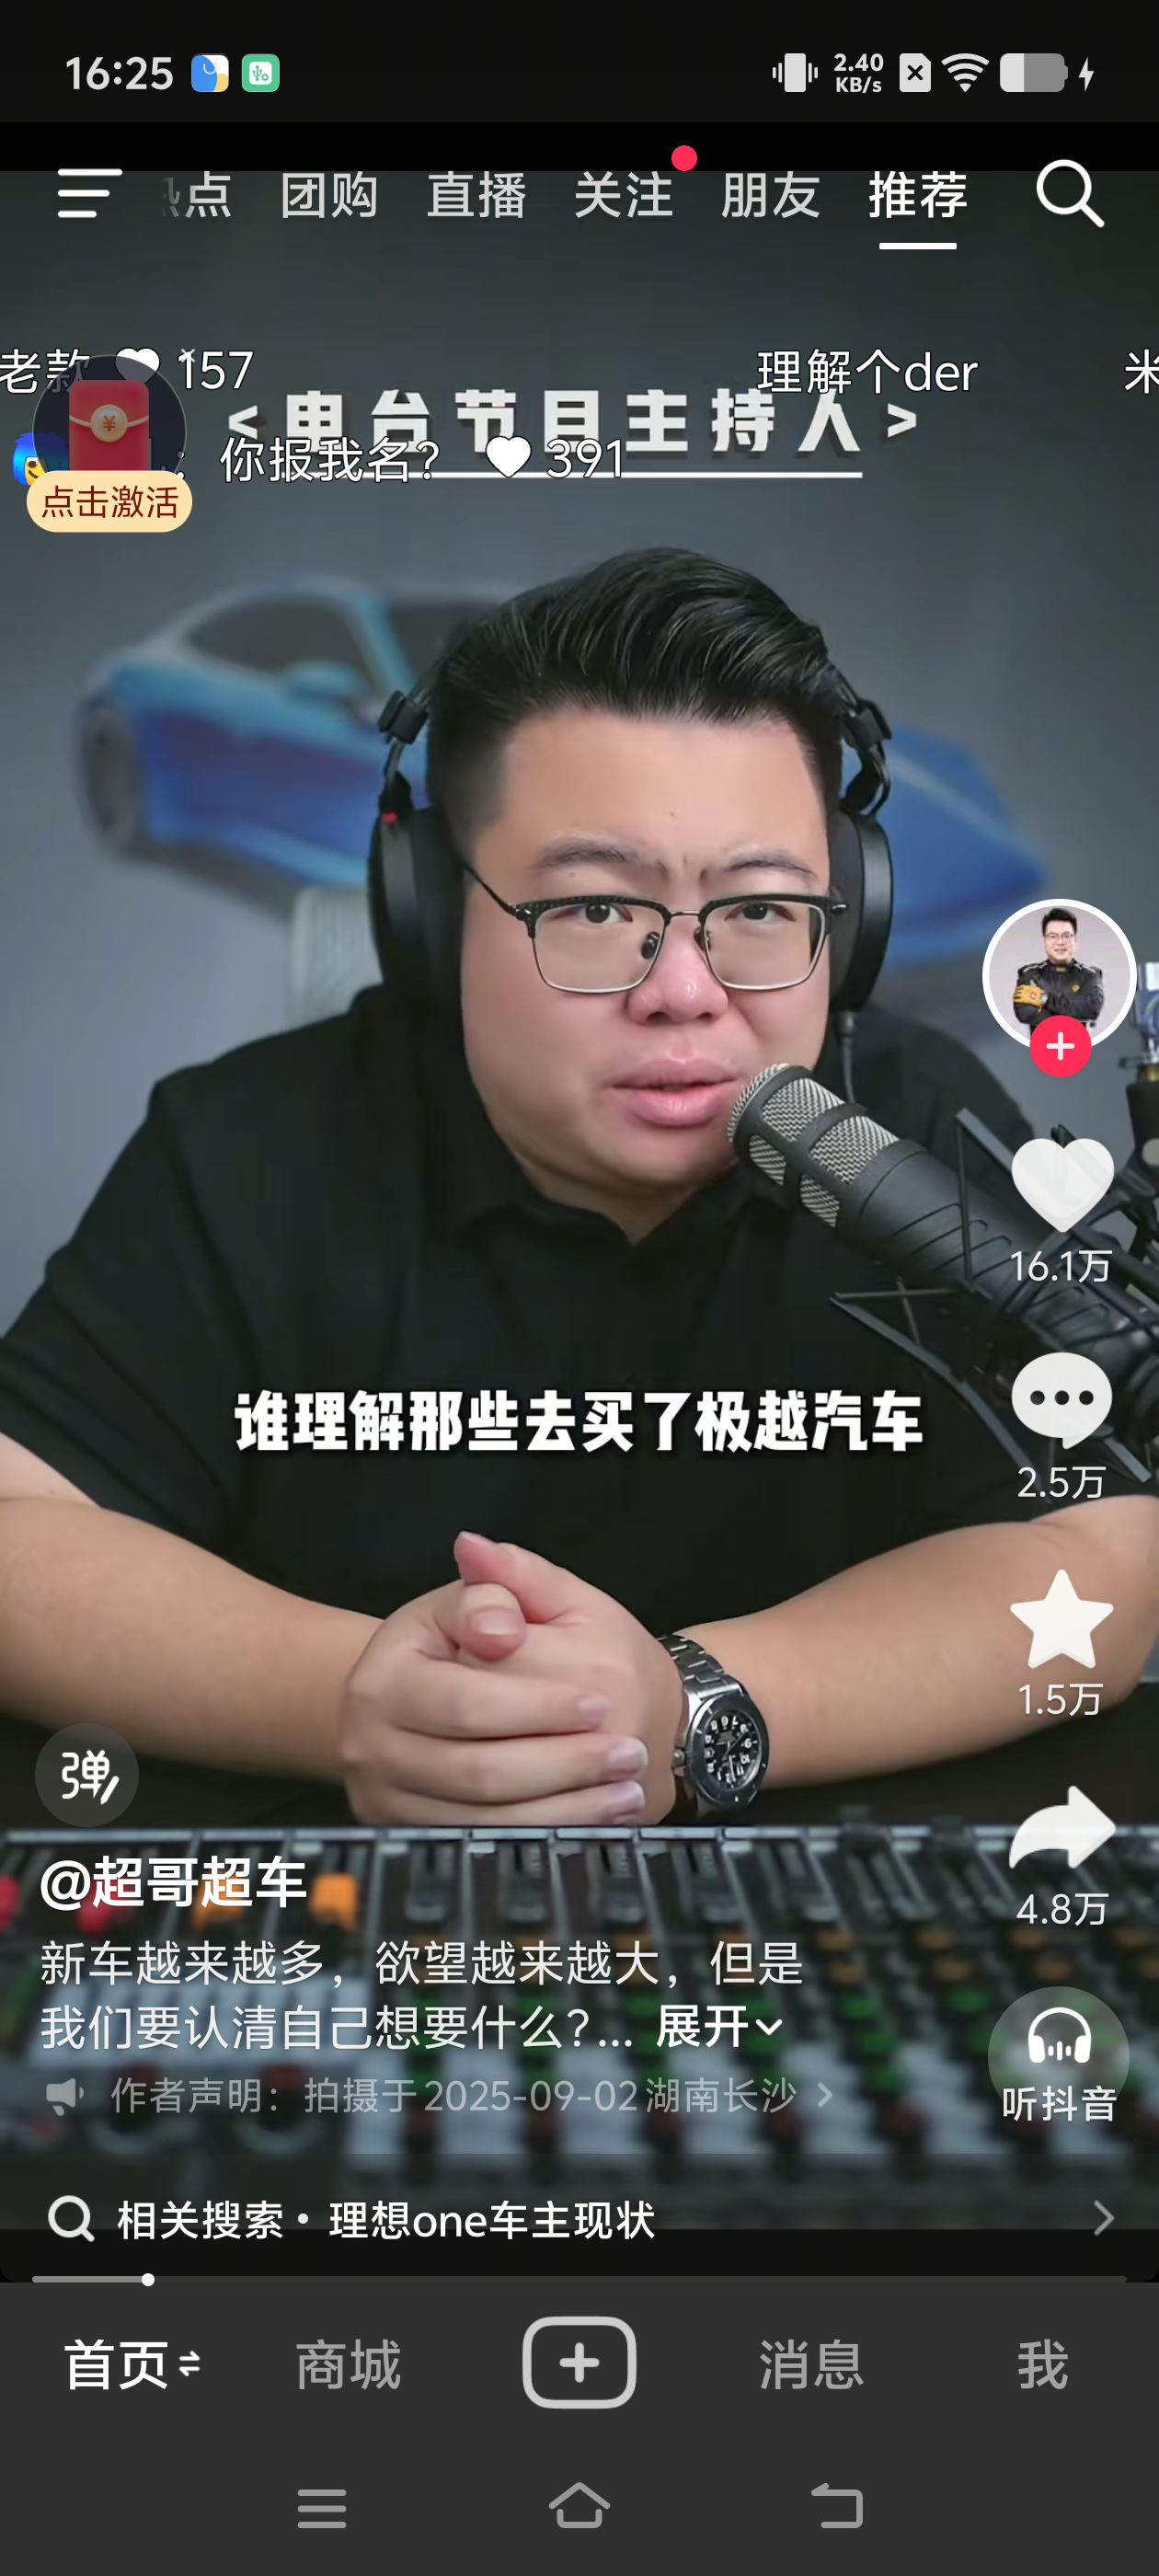 16:25
2.40
KB/s
点 团购 直播 关注 朋友 推荐
老款 157 理解个der 米
<电台节目主持人>
：你报我名？ 391
点击激活
16.1万
谁理解那些去买了极越汽车
2.5万
1.5万
弹
@超哥超车
4.8万
新车越来越多，欲望越来越大，但是
我们要认清自己想要什么？... 展开
听抖音
作者声明：拍摄于2025-09-02湖南长沙
相关搜索 · 理想one车主现状
首页 商城 消息 我